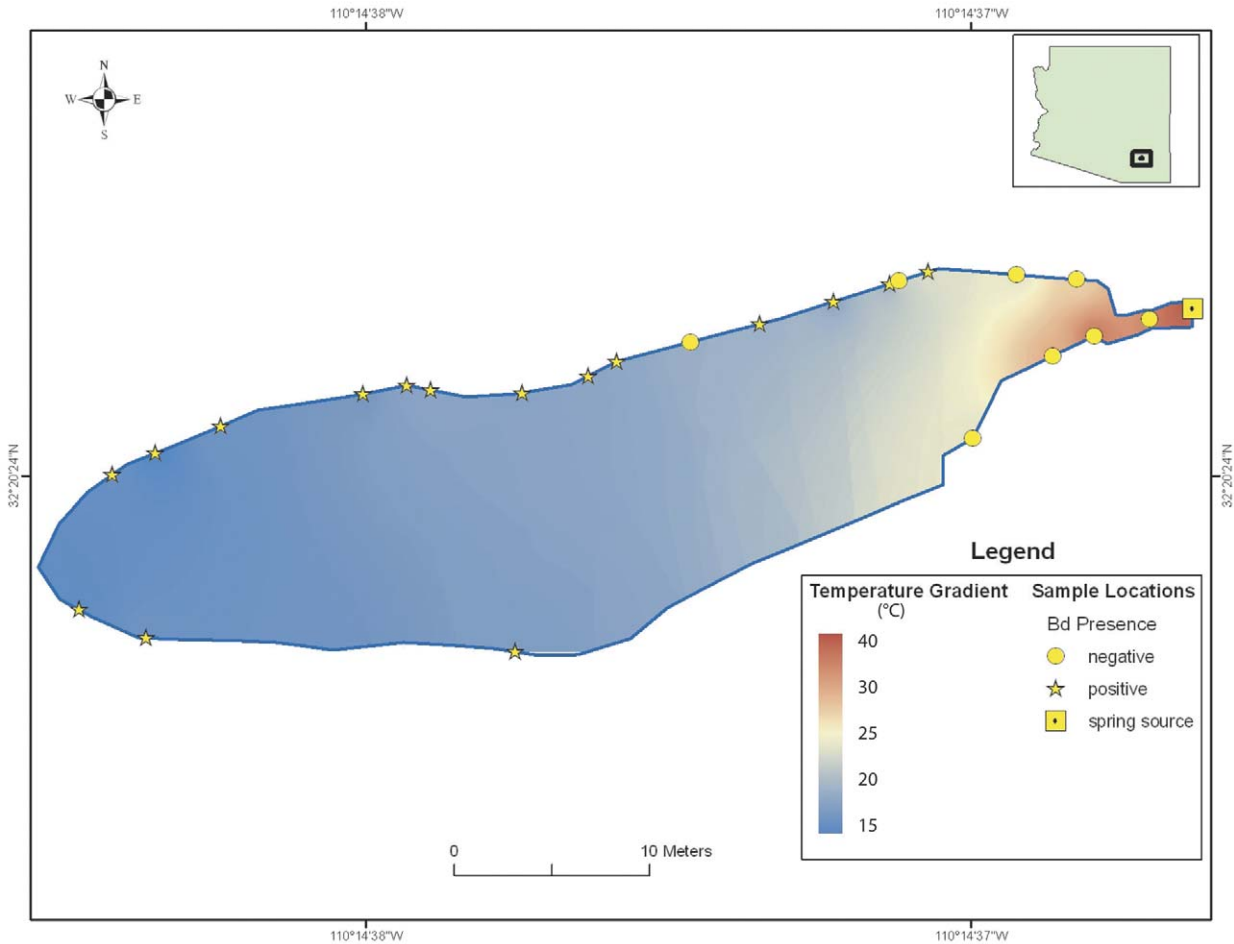 110°14'38"W 110°14'37"W
N
W E
S
32°20'24"N 32°20'24"N
Legend
Temperature Gradient Sample Locations
(°C)
Bd Presence
40
negative
30
positive
25
spring source
20
15
0 10 Meters
110°14'38"W 110°14'37"W